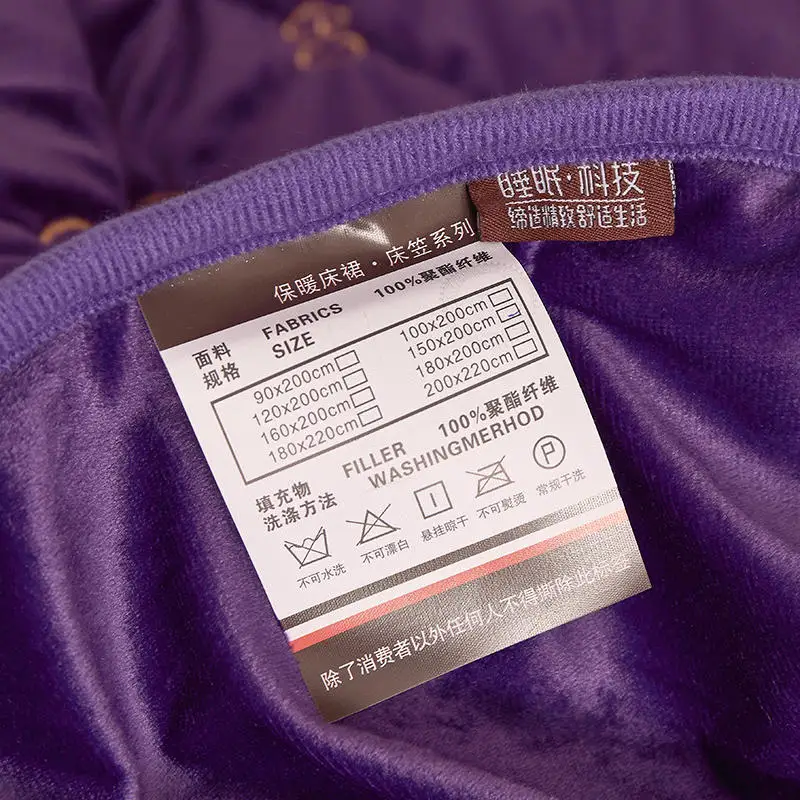 睡眠·科技
缔造精致舒适生活
保暖床裙·床笠系列
面料 FABRICS 100%聚酯纤维
规格 SIZE
90x200cm 100x200cm
120x200cm 150x200cm
160x200cm 180x200cm
180x220cm 200x220cm
填充物 FILLER 100%聚酯纤维
洗涤方法 WASHINGMERHOD
P
不可水洗 不可漂白 悬挂晾干 不可熨烫 常规干洗
除了消费者以外任何人不得撕除此标签